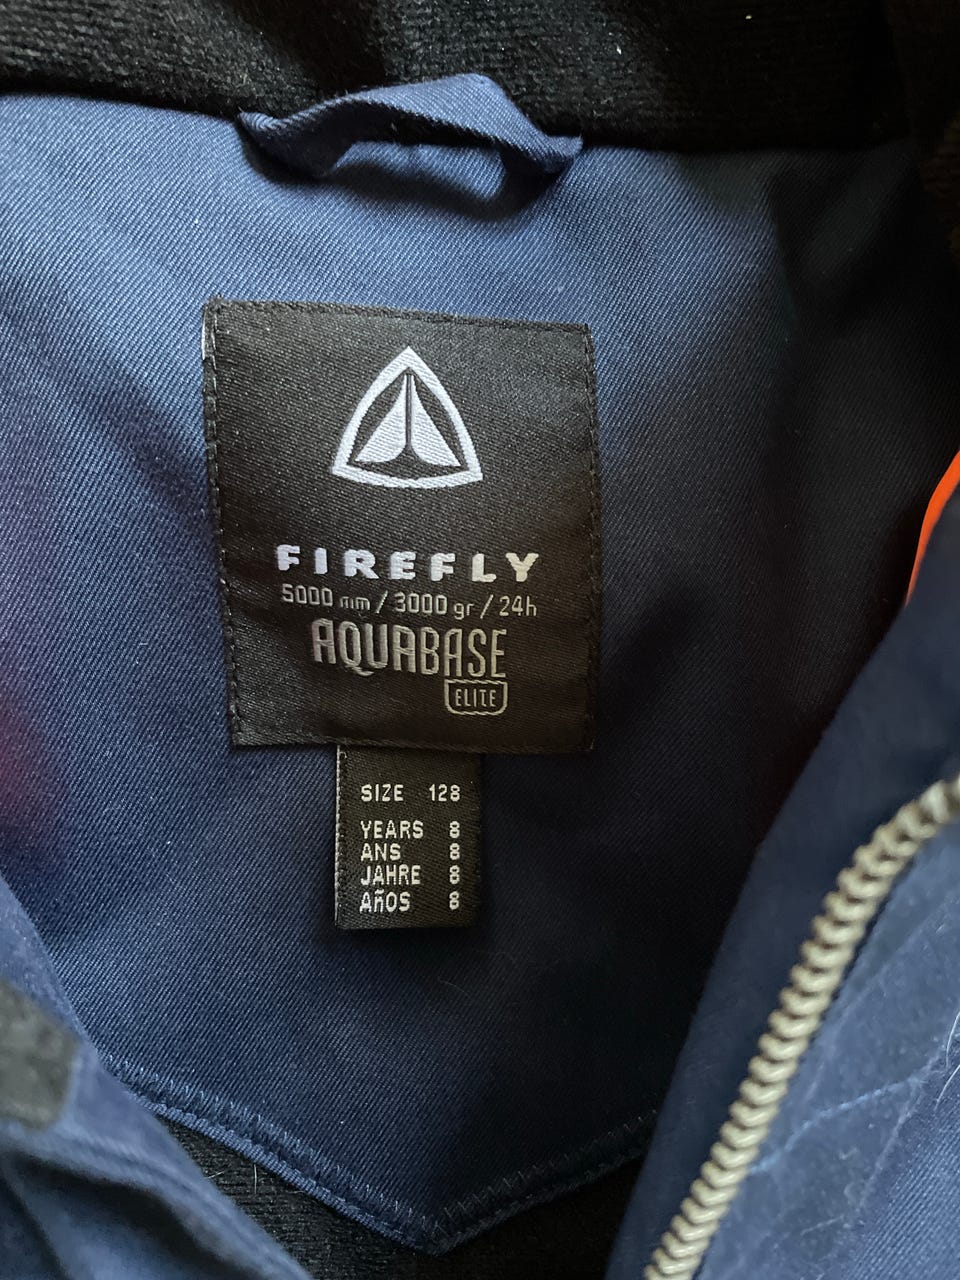 FIREFLY
5000 mm / 3000 gr / 24h
AQUABASE
ELITE
SIZE 128
YEARS 8
ANS 8
JAHRE 8
AÑOS 8